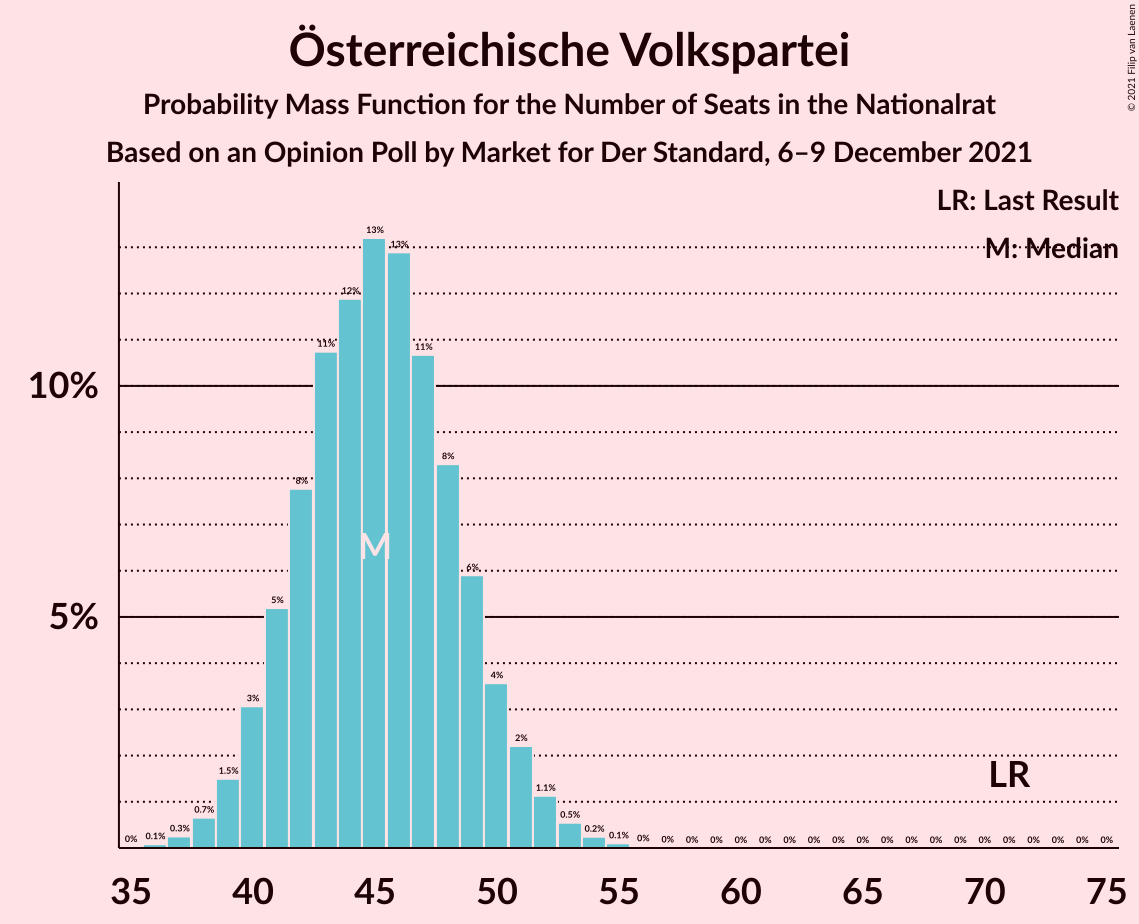 Österreichische Volkspartei
Probability Mass Function for the Number of Seats in the Nationalrat
Based on an Opinion Poll by Market for Der Standard, 6–9 December 2021
© 2021 Filip van Laenen
LR: Last Result
M: Median
10%
5%
0% 0.1% 0.3% 0.7% 1.5% 3% 5% 8% 11% 12% 13% 13% 11% 8% 6% 4% 2% 1.1% 0.5% 0.2% 0.1% 0% 0% 0% 0% 0% 0% 0% 0% 0% 0% 0% 0% 0% 0% 0% 0% 0% 0% 0% 0%
M
LR
35 40 45 50 55 60 65 70 75